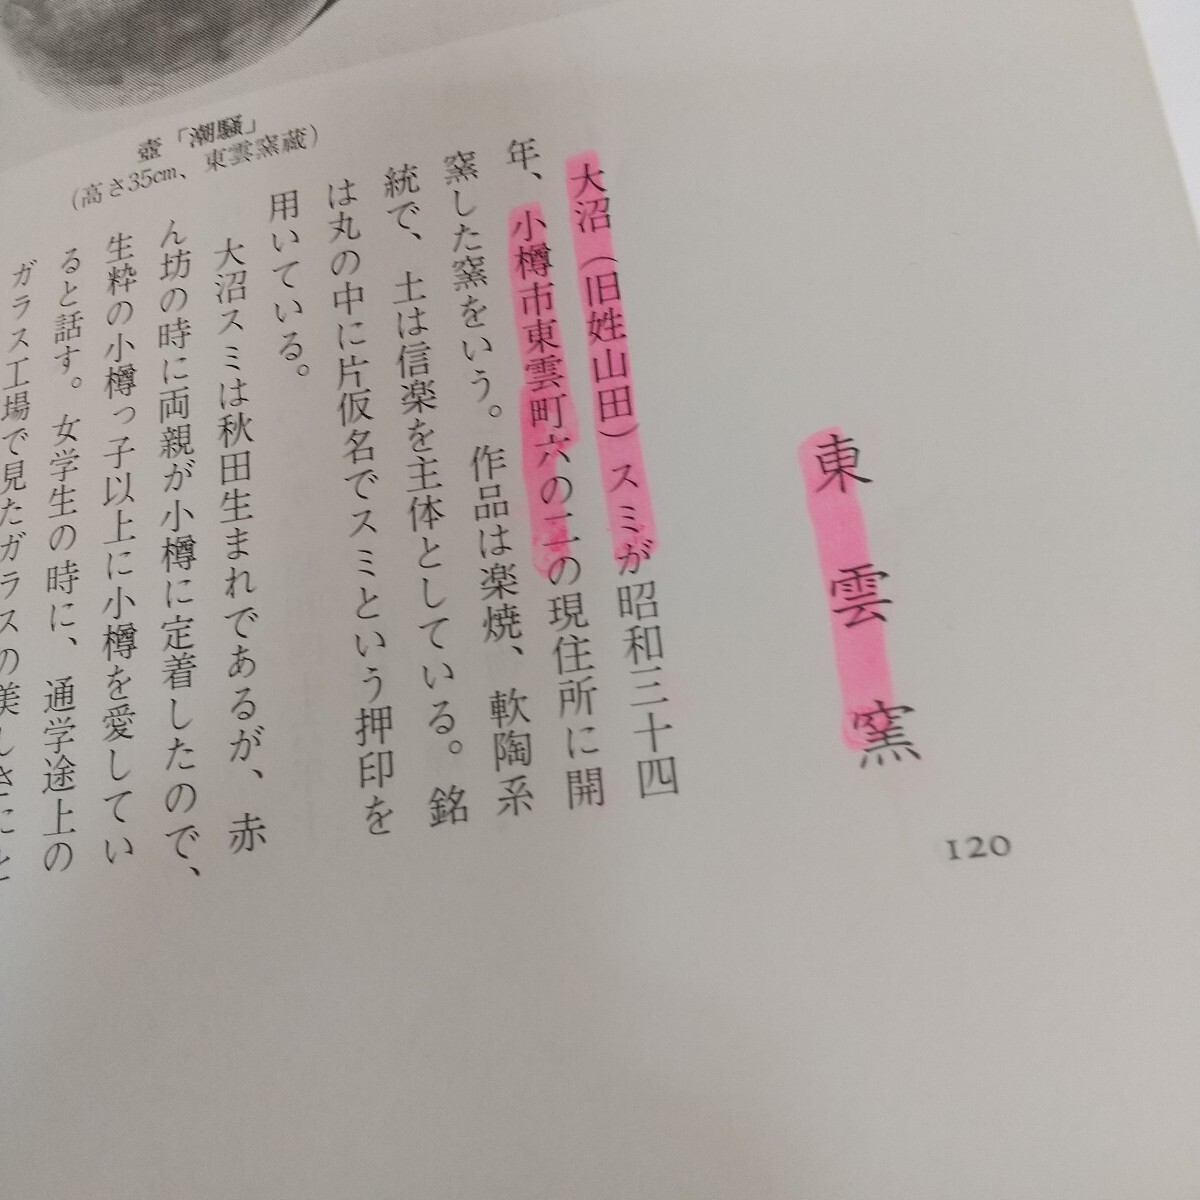 東雲窯
大沼（旧姓山田）スミが昭和三十四
年、小樽市東雲町六の二の現住所に開
窯した窯をいう。作品は楽焼、軟陶系
統で、土は信楽を主体としている。銘
は丸の中に片仮名でスミという押印を
用いている。
大沼スミは秋田生まれであるが、赤
ん坊の時に両親が小樽に定着したので、
生粋の小樽っ子以上に小樽を愛してい
ると話す。女学生の時に、通学途上の
ガラス工場で見たガラスの美しさにと
壺「潮騒」
(高さ35cm、東雲窯蔵)
120